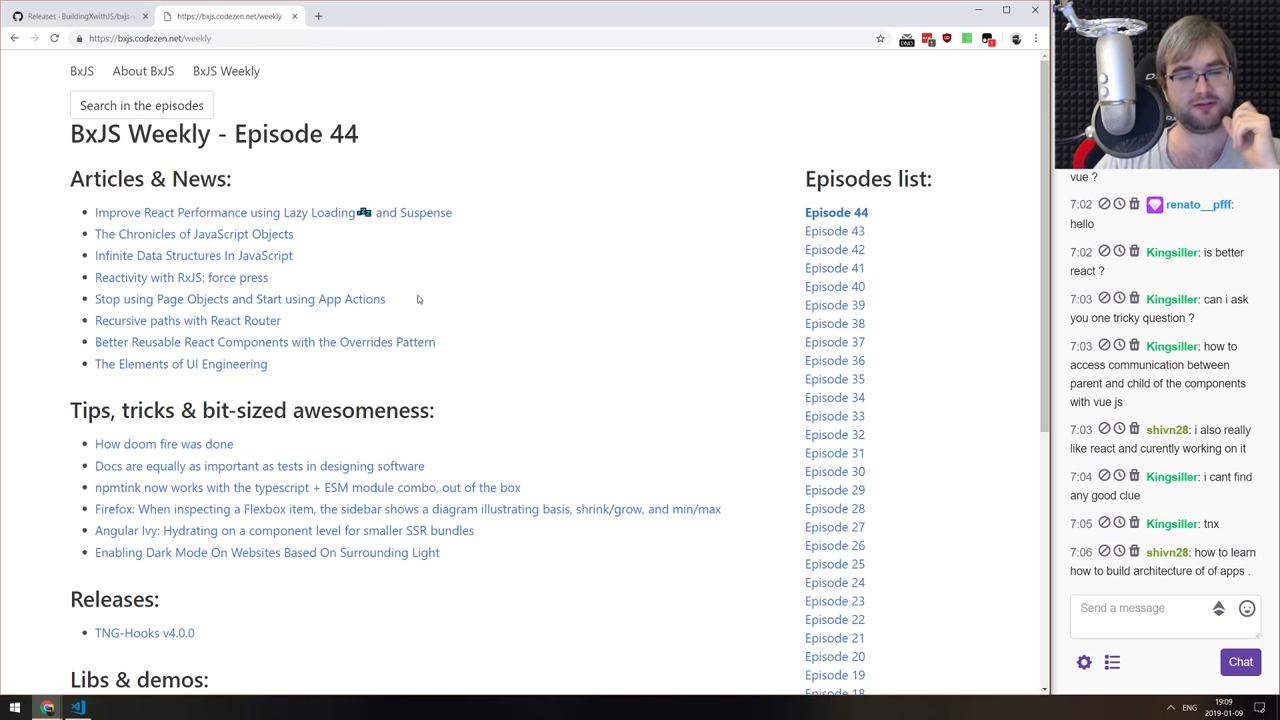 Releases · BuildingXwithJS/bxjs-
https://bxjs.codezen.net/weekly
https://bxjs.codezen.net/weekly
BxJS
About BxJS
BxJS Weekly
Search in the episodes
BxJS Weekly - Episode 44
Articles & News:
Improve React Performance using Lazy Loading💤 and Suspense
The Chronicles of JavaScript Objects
Infinite Data Structures In JavaScript
Reactivity with RxJS: force press
Stop using Page Objects and Start using App Actions
Recursive paths with React Router
Better Reusable React Components with the Overrides Pattern
The Elements of UI Engineering
Tips, tricks & bit-sized awesomeness:
How doom fire was done
Docs are equally as important as tests in designing software
npmtink now works with the typescript + ESM module combo, out of the box
Firefox: When inspecting a Flexbox item, the sidebar shows a diagram illustrating basis, shrink/grow, and min/max
Angular Ivy: Hydrating on a component level for smaller SSR bundles
Enabling Dark Mode On Websites Based On Surrounding Light
Releases:
TNG-Hooks v4.0.0
Libs & demos:
Episodes list:
Episode 44
Episode 43
Episode 42
Episode 41
Episode 40
Episode 39
Episode 38
Episode 37
Episode 36
Episode 35
Episode 34
Episode 33
Episode 32
Episode 31
Episode 30
Episode 29
Episode 28
Episode 27
Episode 26
Episode 25
Episode 24
Episode 23
Episode 22
Episode 21
Episode 20
Episode 19
Episode 18
vue ?
7:02 renato__pfff:
hello
7:02 Kingsiller: is better
react ?
7:03 Kingsiller: can i ask
you one tricky question ?
7:03 Kingsiller: how to
access communication between
parent and child of the components
with vue js
7:03 shivn28: i also really
like react and curently working on it
7:04 Kingsiller: i cant find
any good clue
7:05 Kingsiller: tnx
7:06 shivn28: how to learn
how to build architecture of of apps .
Send a message
Chat
ENG
19:09
2019-01-09